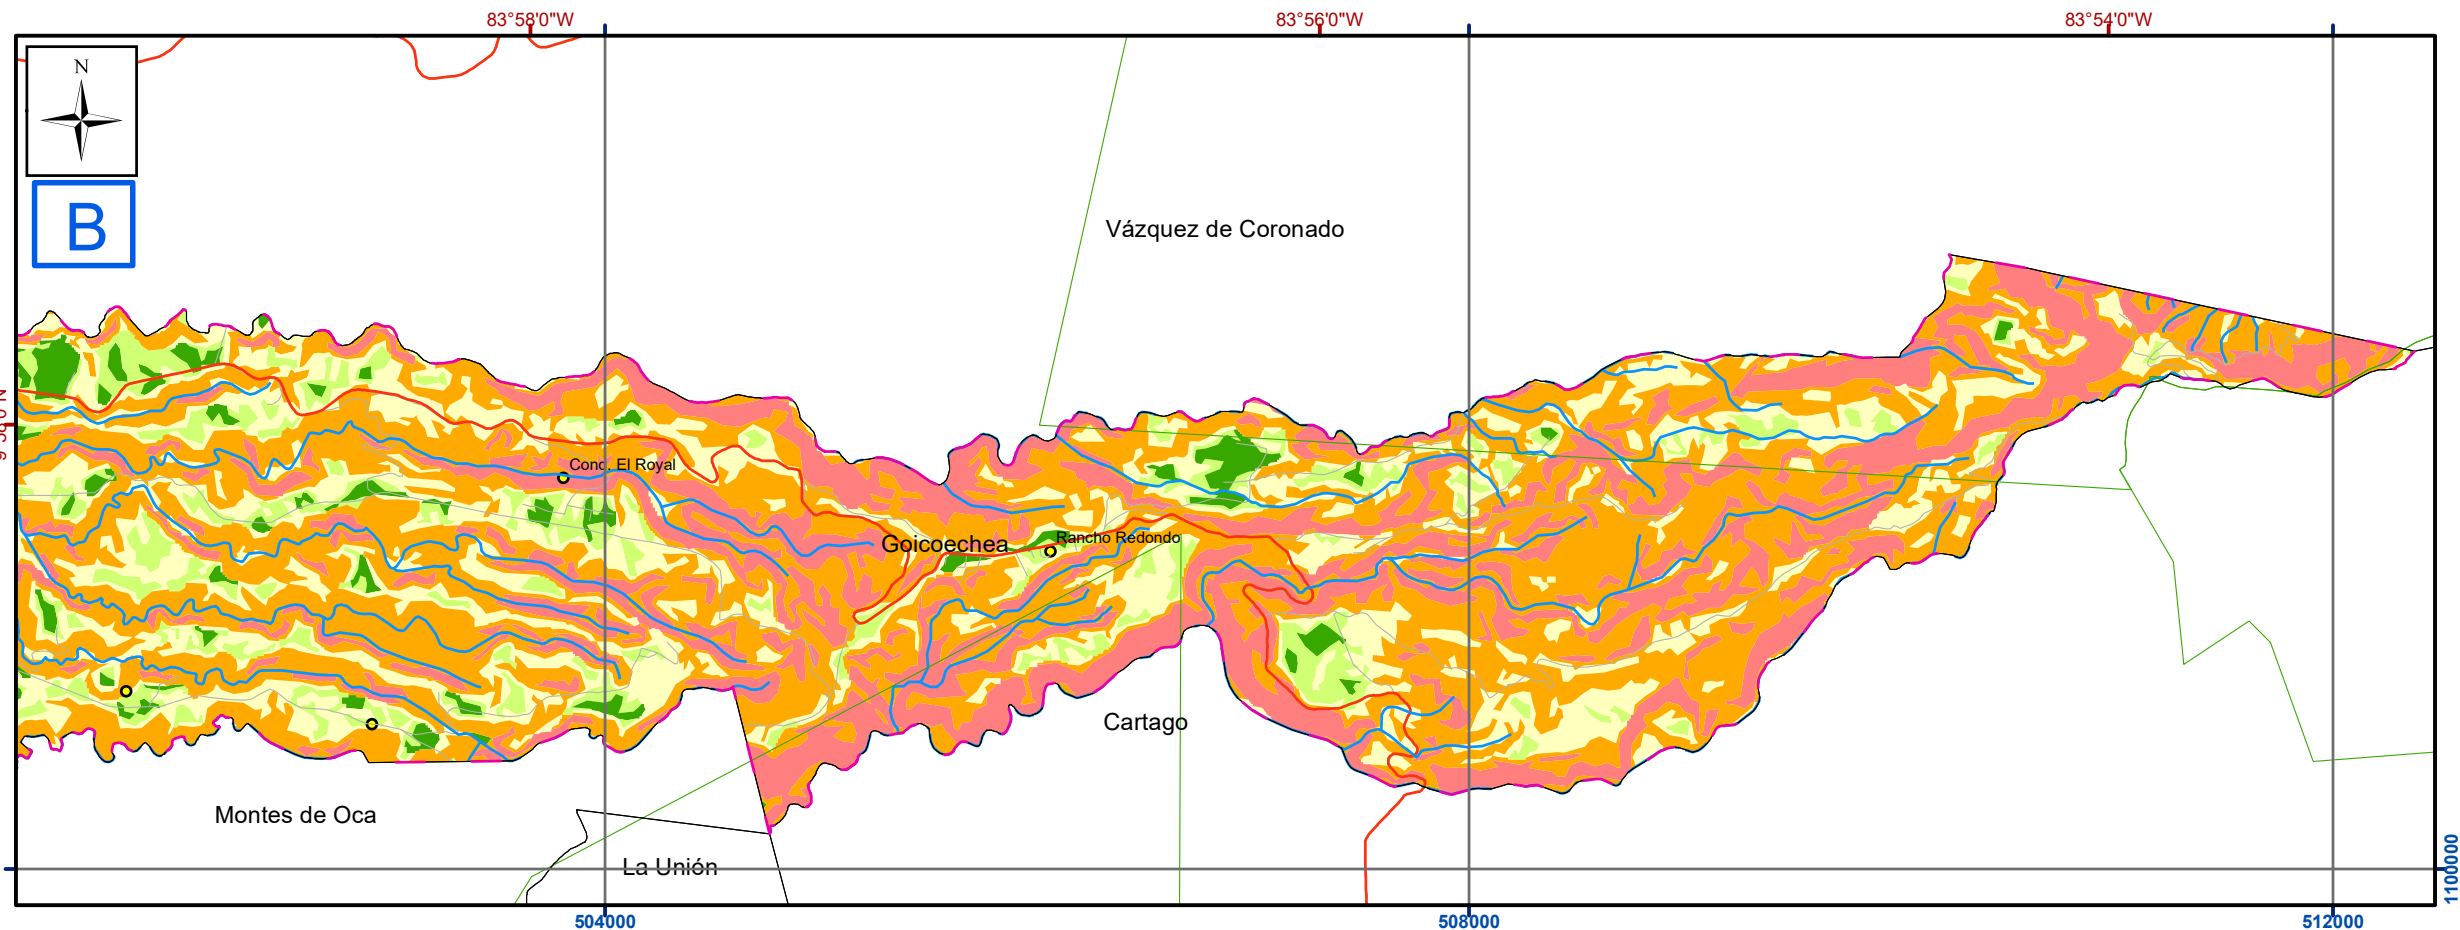 83°58'0"W
83°56'0"W
83°54'0"W
N
B
Vázquez de Coronado
Cond. El Royal
Goicoechea
Rancho Redondo
Cartago
Montes de Oca
La Unión
1100000
504000
508000
512000